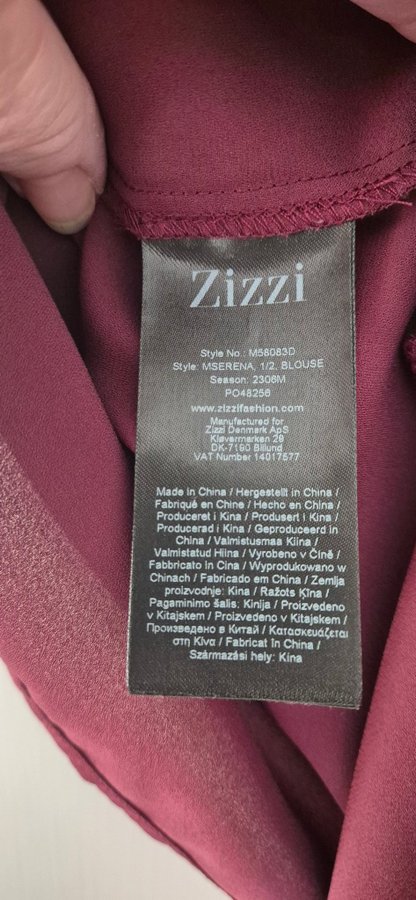 Zizzi
Style No.: M56083D
Style: MSERENA, 1/2, BLOUSE
Season: 2306M
PO48256
www.zizzifashion.com
Manufactured for
Zizzi Denmark ApS
Kløvermarken 29
DK-7190 Billund
VAT Number 14017577
Made in China / Hergestellt in China /
Fabriqué en Chine / Hecho en China /
Produceret i Kina / Produsert i Kina /
Producerad i Kina / Geproduceerd in
China / Valmistusmaa Kiina /
Valmistatud Hiina / Vyrobeno v Číně /
Fabbricato in Cina / Wyprodukowano w
Chinach / Fabricado em China / Zemlja
proizvodnje: Kina / Ražots Ķīna /
Pagaminimo šalis: Kinija / Proizvedeno
v Kitajskem / Proizvedeno v Kitajskem /
Произведено в Китай / Κατασκευάζεται
στη Κίνα / Fabricat în China /
Származási hely: Kína